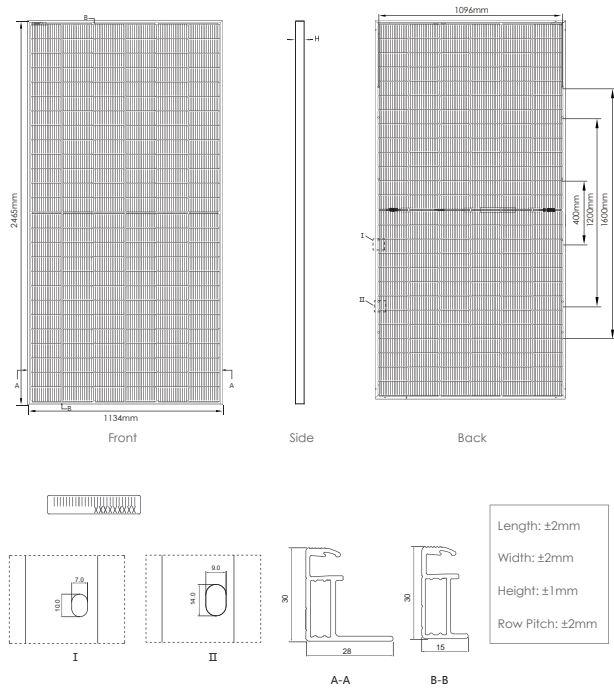 B
1096mm
H
2465mm
400mm
1200mm
1600mm
I
II
A
A
B
1134mm
Front
Side
Back
Length: ±2mm
Width: ±2mm
Height: ±1mm
Row Pitch: ±2mm
7.0
10.0
I
9.0
14.0
II
30
28
A-A
30
15
B-B